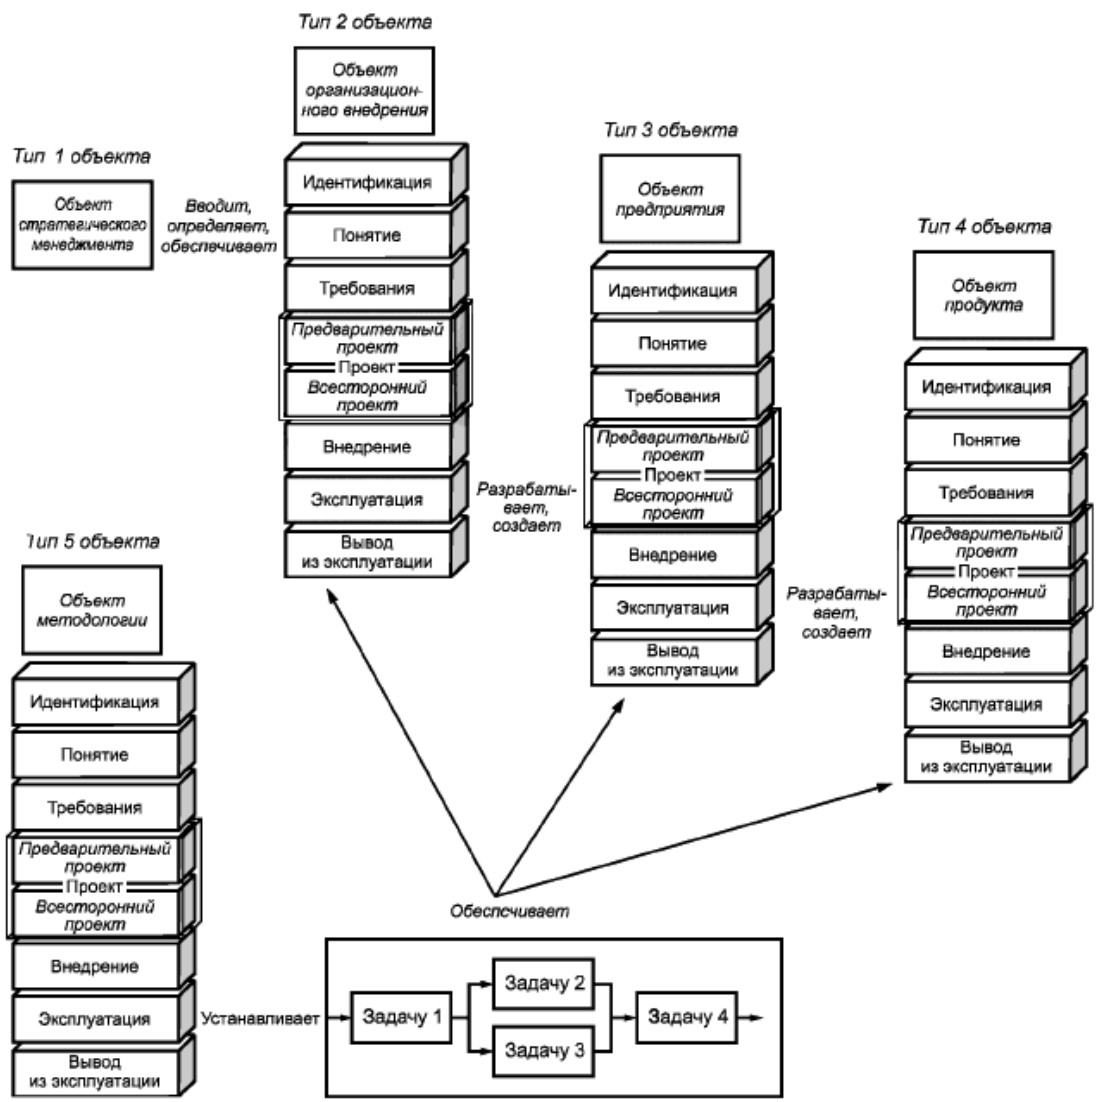 Тип 2 объекта
Объект
организацион-
ного внедрения
Тип 1 объекта
Объект
стратегического
менеджмента
Вводит,
определяет,
обеспечивает
Идентификация
Понятие
Требования
Предварительный
проект
Проект
Всесторонний
проект
Внедрение
Эксплуатация
Вывод
из эксплуатации
Тип 3 объекта
Объект
предприятия
Разрабаты-
вает,
создает
Идентификация
Понятие
Требования
Предварительный
проект
Проект
Всесторонний
проект
Внедрение
Эксплуатация
Вывод
из эксплуатации
Тип 4 объекта
Объект
продукта
Разрабаты-
вает,
создает
Идентификация
Понятие
Требования
Предварительный
проект
Проект
Всесторонний
проект
Внедрение
Эксплуатация
Вывод
из эксплуатации
Тип 5 объекта
Объект
методологии
Идентификация
Понятие
Требования
Предварительный
проект
Проект
Всесторонний
проект
Внедрение
Эксплуатация
Вывод
из эксплуатации
Устанавливает
Обеспсчивает
Задачу 1
Задачу 2
Задачу 3
Задачу 4